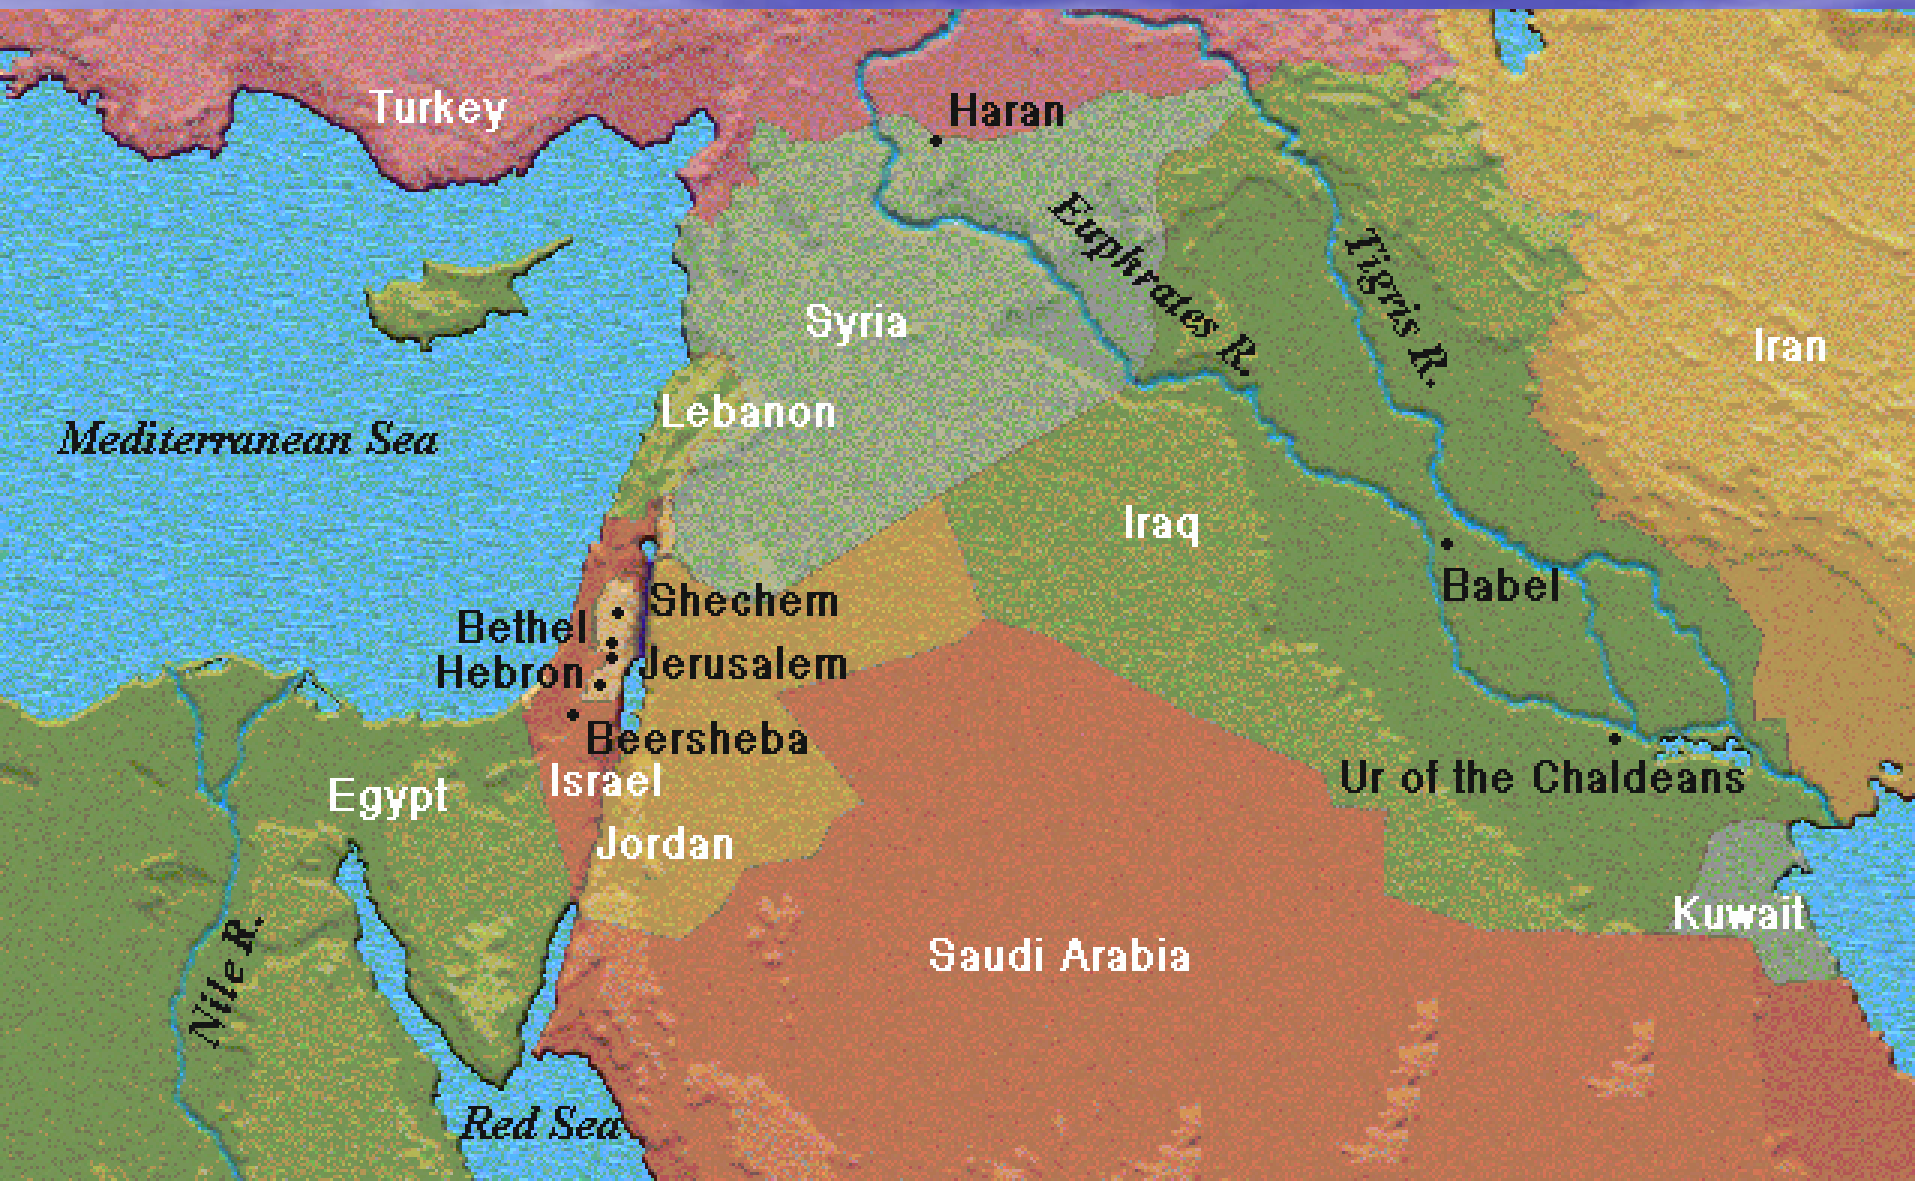 Turkey
Haran
Euphrates R.
Tigris R.
Syria
Iran
Lebanon
Mediterranean Sea
Iraq
Babel
Shechem
Bethel
Jerusalem
Hebron
Beersheba
Israel
Ur of the Chaldeans
Egypt
Jordan
Kuwait
Saudi Arabia
Nile R.
Red Sea